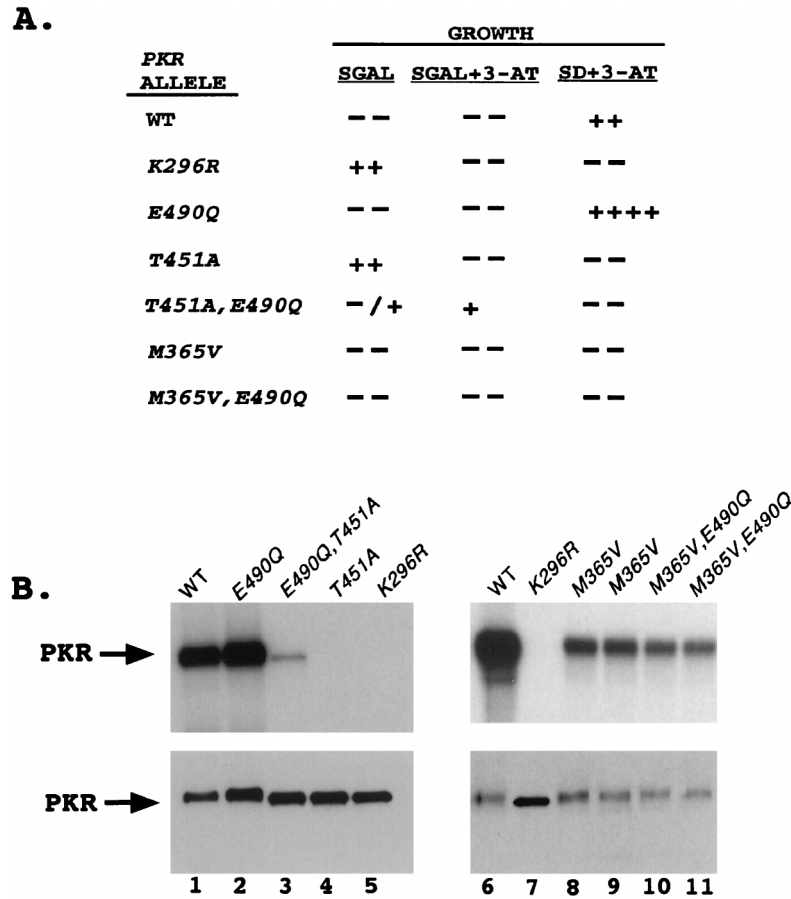 A.
GROWTH
PKR ALLELE SGAL SGAL+3-AT SD+3-AT
WT -- -- ++
K296R ++ -- --
E490Q -- -- ++++
T451A ++ -- --
T451A,E490Q -/+ + --
M365V -- -- --
M365V,E490Q -- -- --
B.
WT E490Q E490Q,T451A T451A K296R WT K296R M365V M365V M365V,E490Q M365V,E490Q
PKR
PKR
1 2 3 4 5 6 7 8 9 10 11